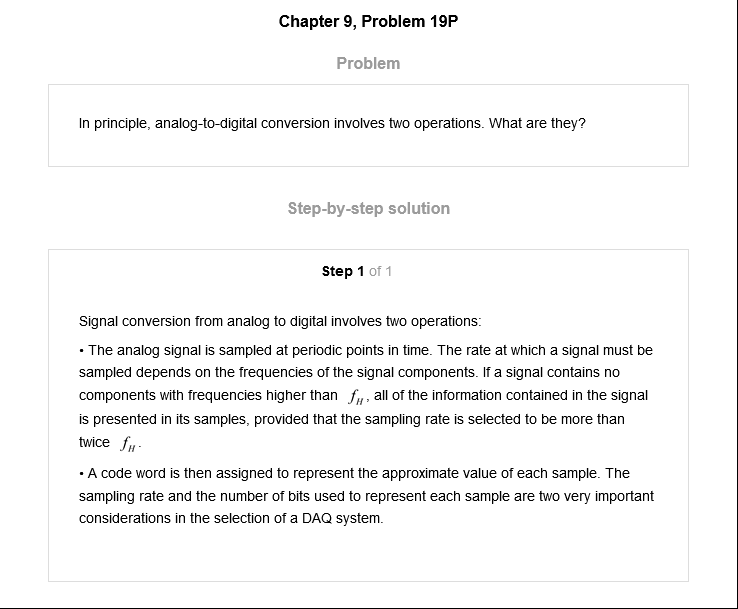 Chapter 9, Problem 19P
Problem
In principle, analog-to-digital conversion involves two operations. What are they?
Step-by-step solution
Step 1 of 1
Signal conversion from analog to digital involves two operations:
• The analog signal is sampled at periodic points in time. The rate at which a signal must be
sampled depends on the frequencies of the signal components. If a signal contains no
components with frequencies higher than f_H, all of the information contained in the signal
is presented in its samples, provided that the sampling rate is selected to be more than
twice f_H.
• A code word is then assigned to represent the approximate value of each sample. The
sampling rate and the number of bits used to represent each sample are two very important
considerations in the selection of a DAQ system.